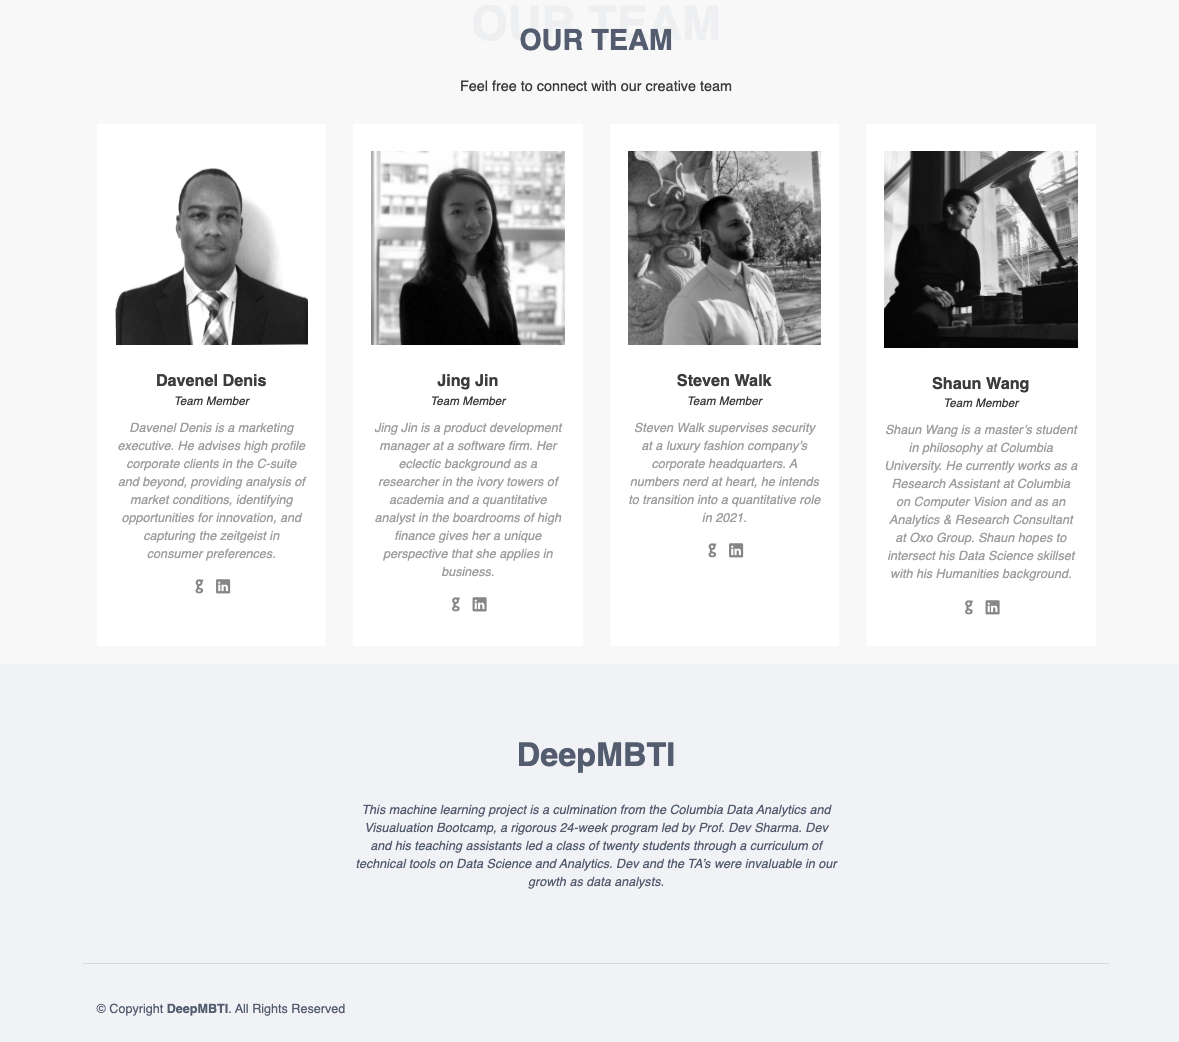 OUR TEAM
OUR TEAM
Feel free to connect with our creative team
Davenel Denis
Team Member
Davenel Denis is a marketing
executive. He advises high profile
corporate clients in the C-suite
and beyond, providing analysis of
market conditions, identifying
opportunities for innovation, and
capturing the zeitgeist in
consumer preferences.
Jing Jin
Team Member
Jing Jin is a product development
manager at a software firm. Her
eclectic background as a
researcher in the ivory towers of
academia and a quantitative
analyst in the boardrooms of high
finance gives her a unique
perspective that she applies in
business.
Steven Walk
Team Member
Steven Walk supervises security
at a luxury fashion company's
corporate headquarters. A
numbers nerd at heart, he intends
to transition into a quantitative role
in 2021.
Shaun Wang
Team Member
Shaun Wang is a master's student
in philosophy at Columbia
University. He currently works as a
Research Assistant at Columbia
on Computer Vision and as an
Analytics & Research Consultant
at Oxo Group. Shaun hopes to
intersect his Data Science skillset
with his Humanities background.
DeepMBTI
This machine learning project is a culmination from the Columbia Data Analytics and
Visualuation Bootcamp, a rigorous 24-week program led by Prof. Dev Sharma. Dev
and his teaching assistants led a class of twenty students through a curriculum of
technical tools on Data Science and Analytics. Dev and the TA's were invaluable in our
growth as data analysts.
© Copyright DeepMBTI. All Rights Reserved